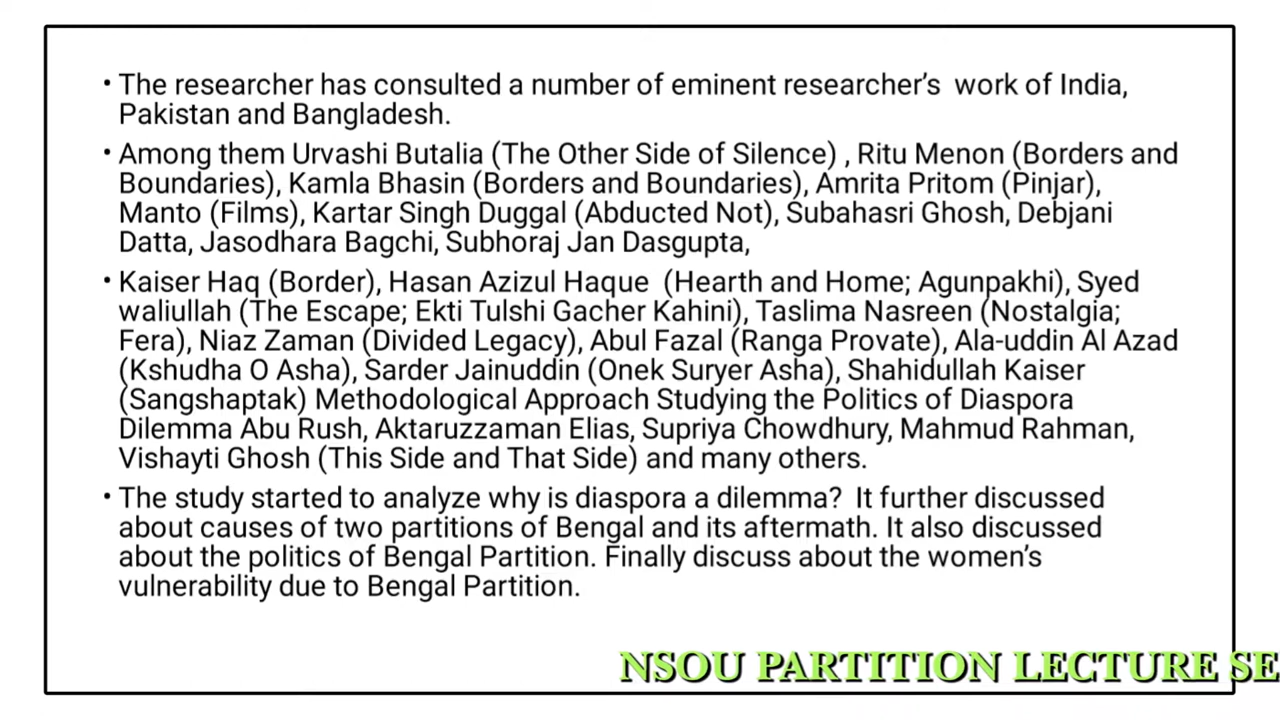 • The researcher has consulted a number of eminent researcher's  work of India,
Pakistan and Bangladesh.
• Among them Urvashi Butalia (The Other Side of Silence) , Ritu Menon (Borders and
Boundaries), Kamla Bhasin (Borders and Boundaries), Amrita Pritom (Pinjar),
Manto (Films), Kartar Singh Duggal (Abducted Not), Subahasri Ghosh, Debjani
Datta, Jasodhara Bagchi, Subhoraj Jan Dasgupta,
• Kaiser Haq (Border), Hasan Azizul Haque  (Hearth and Home; Agunpakhi), Syed
waliullah (The Escape; Ekti Tulshi Gacher Kahini), Taslima Nasreen (Nostalgia;
Fera), Niaz Zaman (Divided Legacy), Abul Fazal (Ranga Provate), Ala-uddin Al Azad
(Kshudha O Asha), Sarder Jainuddin (Onek Suryer Asha), Shahidullah Kaiser
(Sangshaptak) Methodological Approach Studying the Politics of Diaspora
Dilemma Abu Rush, Aktaruzzaman Elias, Supriya Chowdhury, Mahmud Rahman,
Vishayti Ghosh (This Side and That Side) and many others.
• The study started to analyze why is diaspora a dilemma?  It further discussed
about causes of two partitions of Bengal and its aftermath. It also discussed
about the politics of Bengal Partition. Finally discuss about the women's
vulnerability due to Bengal Partition.
NSOU PARTITION LECTURE SE